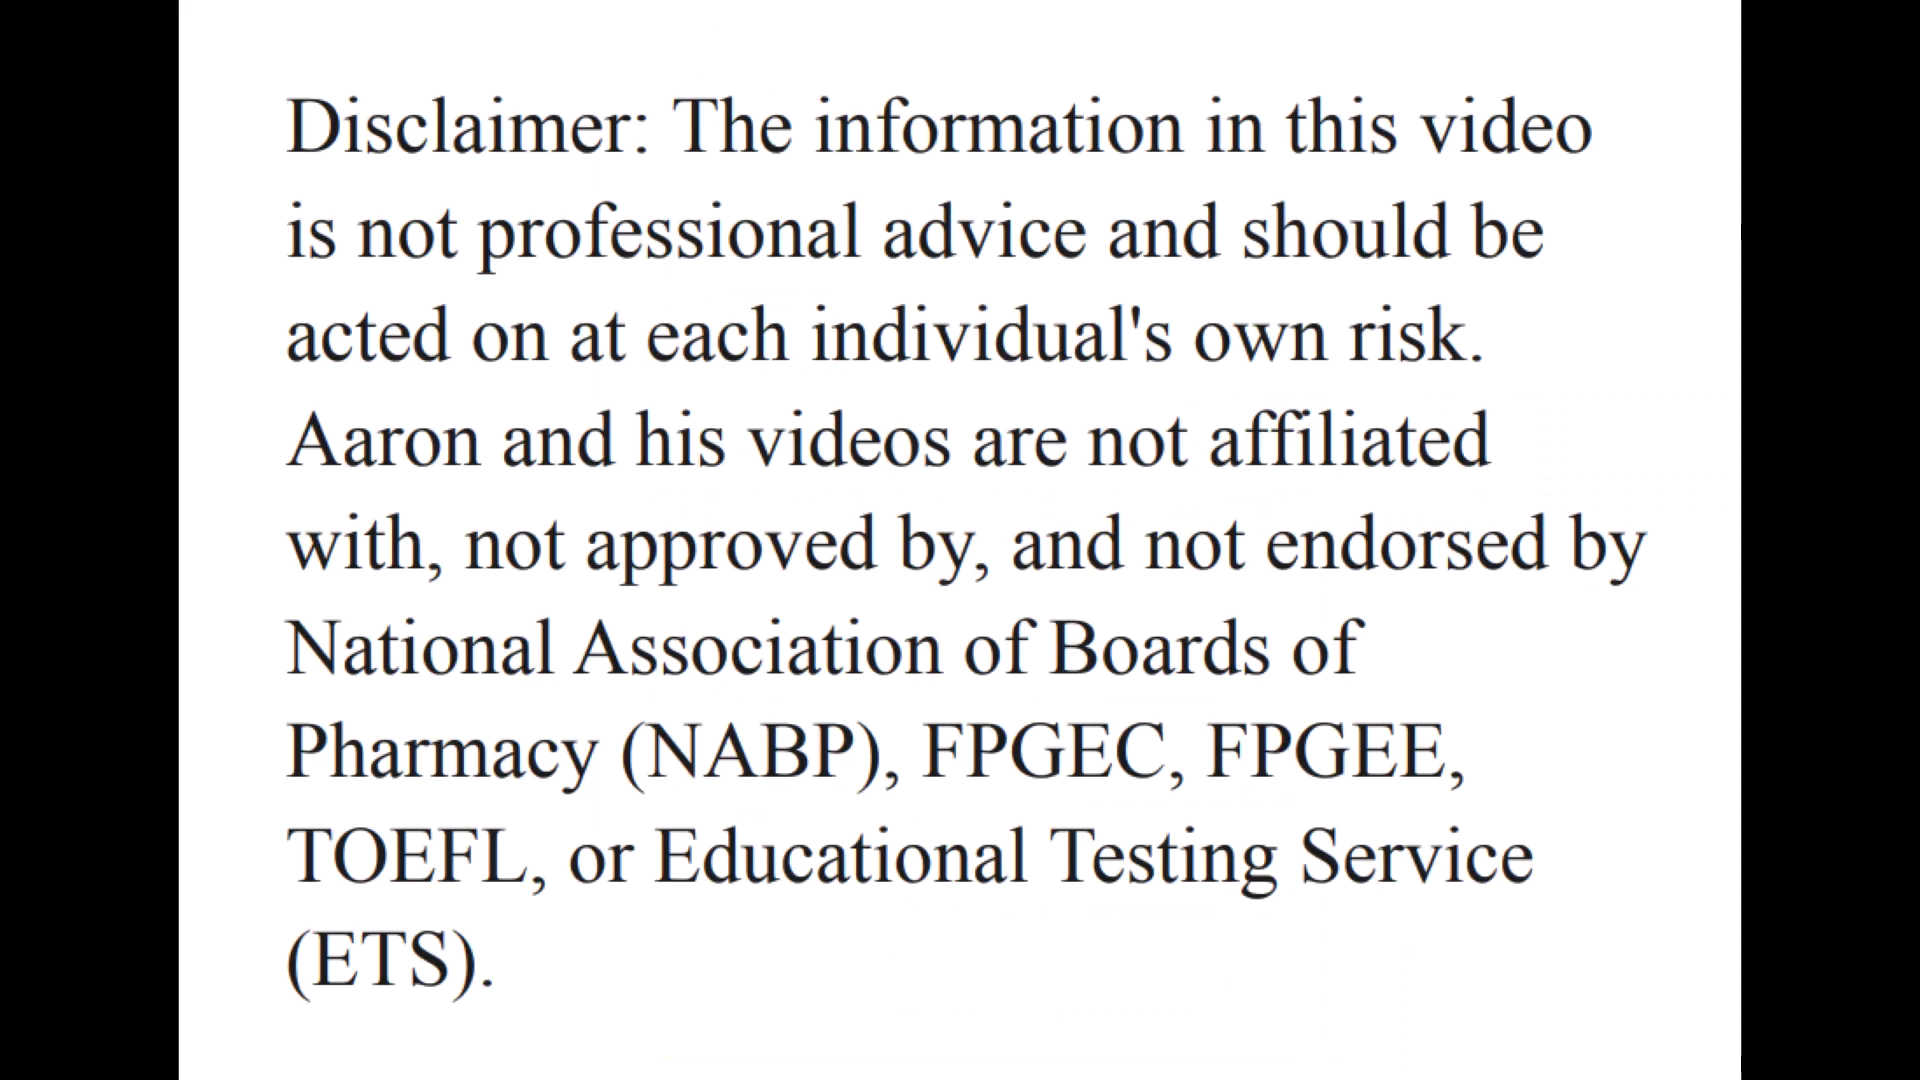 Disclaimer: The information in this video
is not professional advice and should be
acted on at each individual's own risk.
Aaron and his videos are not affiliated
with, not approved by, and not endorsed by
National Association of Boards of
Pharmacy (NABP), FPGEC, FPGEE,
TOEFL, or Educational Testing Service
(ETS).